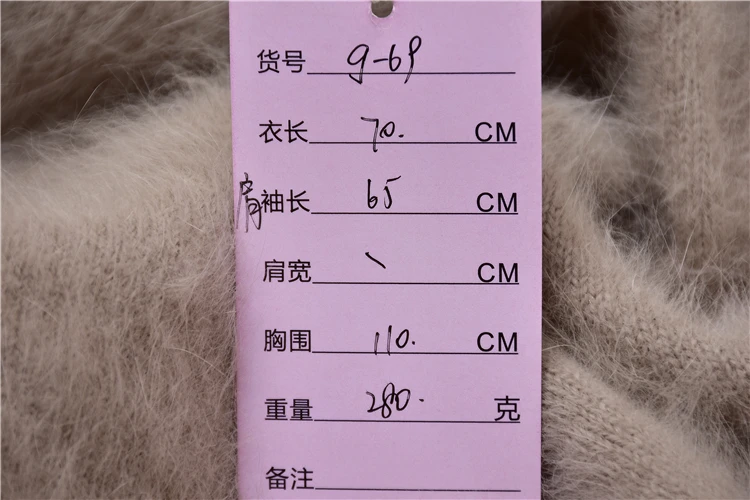 货号 9-69
衣长 70. CM
肩袖长 65 CM
肩宽 \ CM
胸围 110. CM
重量 280. 克
备注